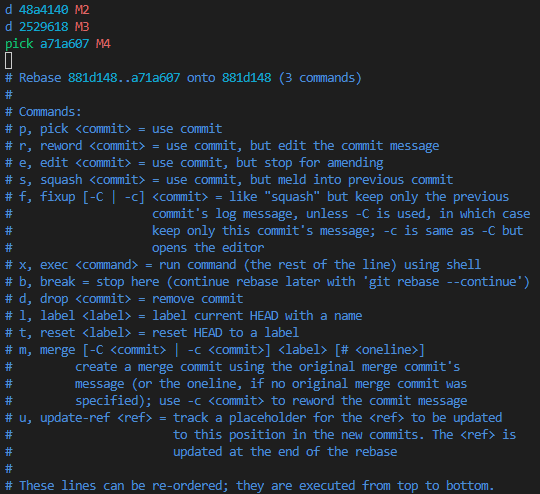 d 48a4140 M2
d 2529618 M3
pick a71a607 M4
# Rebase 881d148..a71a607 onto 881d148 (3 commands)
#
# Commands:
# p, pick <commit> = use commit
# r, reword <commit> = use commit, but edit the commit message
# e, edit <commit> = use commit, but stop for amending
# s, squash <commit> = use commit, but meld into previous commit
# f, fixup [-C | -c] <commit> = like "squash" but keep only the previous
#                    commit's log message, unless -C is used, in which case
#                    keep only this commit's message; -c is same as -C but
#                    opens the editor
# x, exec <command> = run command (the rest of the line) using shell
# b, break = stop here (continue rebase later with 'git rebase --continue')
# d, drop <commit> = remove commit
# l, label <label> = label current HEAD with a name
# t, reset <label> = reset HEAD to a label
# m, merge [-C <commit> | -c <commit>] <label> [# <oneline>]
#         create a merge commit using the original merge commit's
#         message (or the oneline, if no original merge commit was
#         specified); use -c <commit> to reword the commit message
# u, update-ref <ref> = track a placeholder for the <ref> to be updated
#                       to this position in the new commits. The <ref> is
#                       updated at the end of the rebase
#
# These lines can be re-ordered; they are executed from top to bottom.